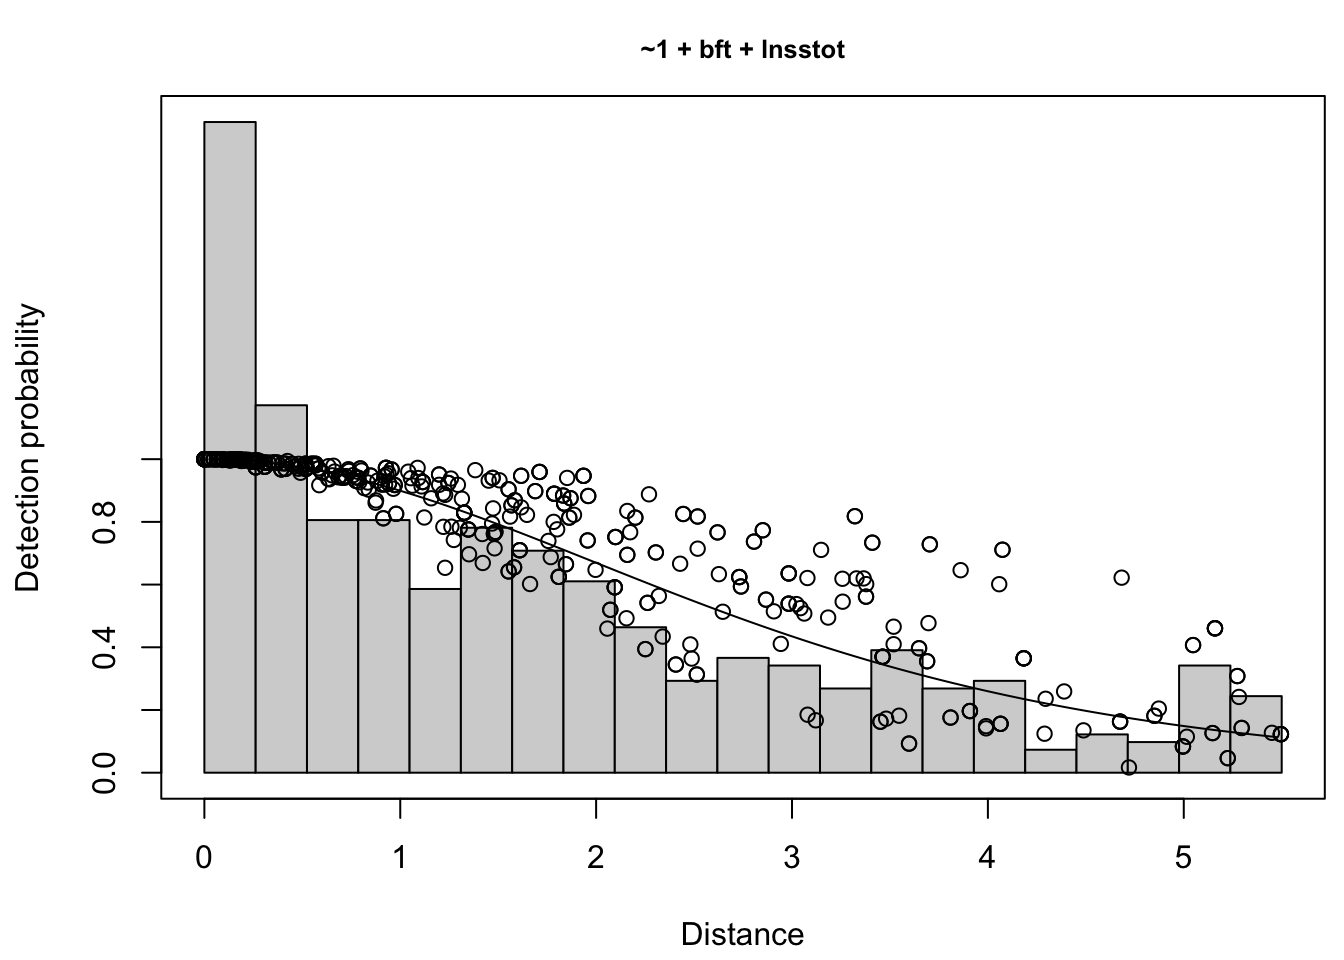 ~1 + bft + lnsstot
Detection probability
0.8
0.4
0.0
0 1 2 3 4 5
Distance